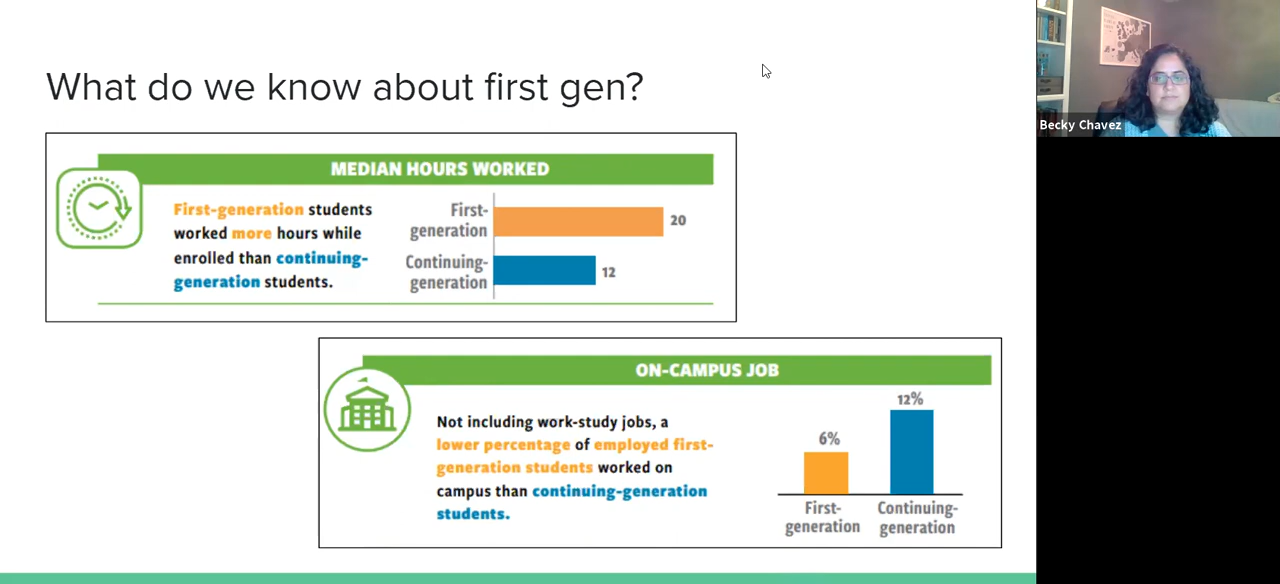 What do we know about first gen?
MEDIAN HOURS WORKED
First-generation students
worked more hours while
enrolled than continuing-
generation students.
First-
generation
20
Continuing-
generation
12
ON-CAMPUS JOB
Not including work-study jobs, a
lower percentage of employed first-
generation students worked on
campus than continuing-generation
students.
6%
12%
First-
generation
Continuing-
generation
Becky Chavez